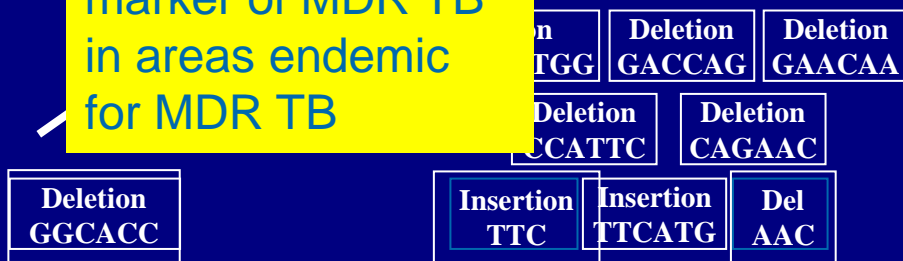 marker of MDR TB
in areas endemic
for MDR TB
Deletion
GACCAG
Deletion
GAACAA
Deletion
CCATTC
Deletion
CAGAAC
Deletion
GGCACC
Insertion
TTC
Insertion
TTCATG
Del
AAC